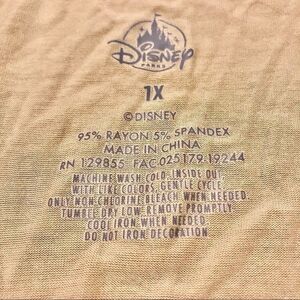 Disney
PARKS
1X
© DISNEY
95% RAYON 5% SPANDEX
MADE IN CHINA
RN 129855 FAC.025179.19244
MACHINE WASH COLD, INSIDE OUT
WITH LIKE COLORS, GENTLE CYCLE.
ONLY NON-CHLORINE BLEACH WHEN NEEDED.
TUMBLE DRY LOW. REMOVE PROMPTLY.
COOL IRON WHEN NEEDED.
DO NOT IRON DECORATION.